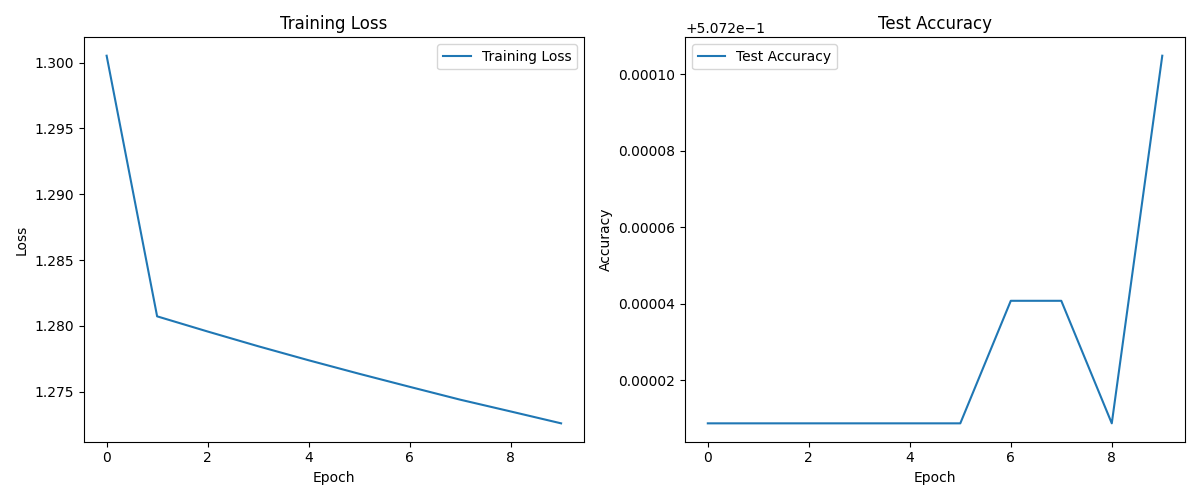 Training Loss
Training Loss
1.300
1.295
1.290
1.285
1.280
1.275
Loss
0
2
4
6
8
Epoch
Test Accuracy
+5.072e−1
Test Accuracy
0.00010
0.00008
0.00006
0.00004
0.00002
Accuracy
0
2
4
6
8
Epoch